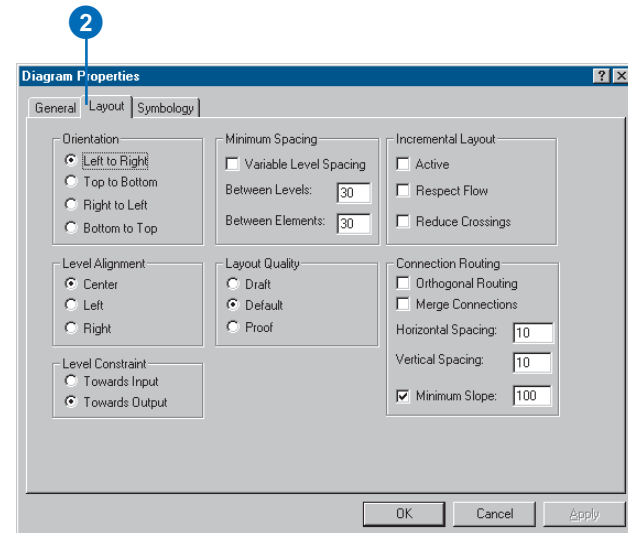 2
Diagram Properties
General Layout Symbology
Orientation
Left to Right
Top to Bottom
Right to Left
Bottom to Top
Minimum Spacing
Variable Level Spacing
Between Levels: 30
Between Elements: 30
Incremental Layout
Active
Respect Flow
Reduce Crossings
Level Alignment
Center
Left
Right
Layout Quality
Draft
Default
Proof
Connection Routing
Orthogonal Routing
Merge Connections
Horizontal Spacing: 10
Vertical Spacing: 10
Minimum Slope: 100
Level Constraint
Towards Input
Towards Output
OK Cancel Apply